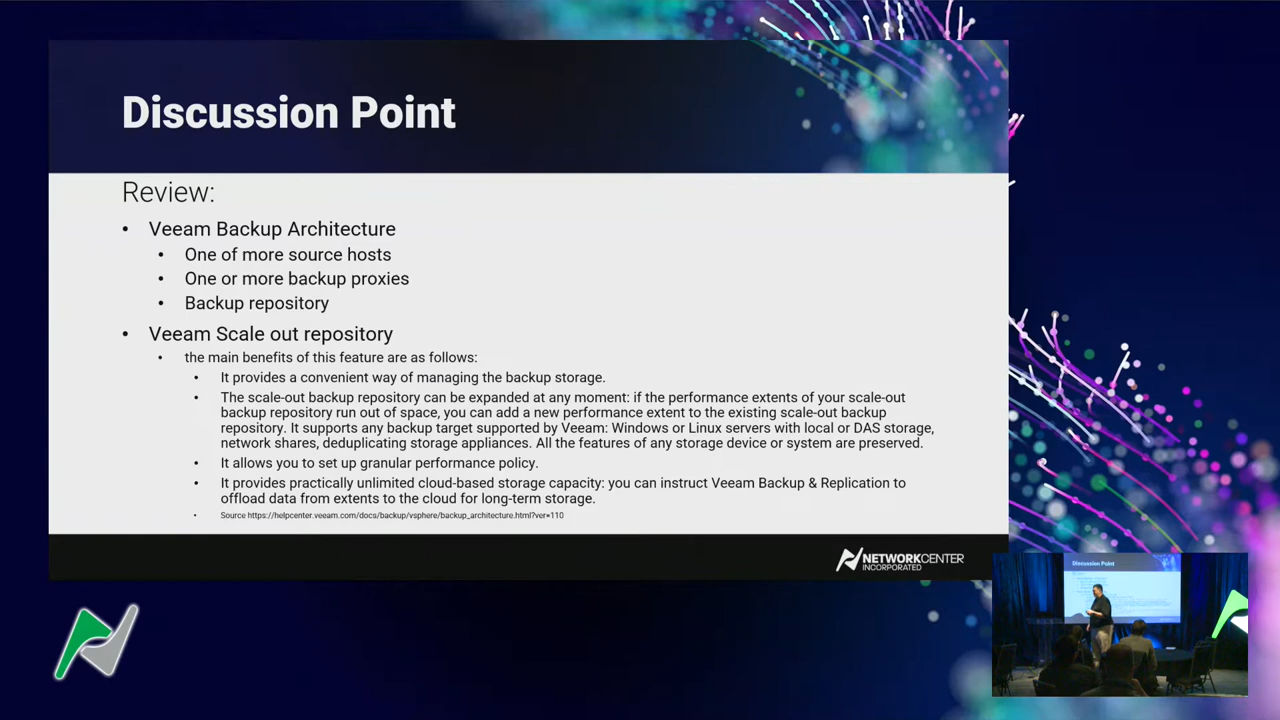 Discussion Point
Review:
• Veeam Backup Architecture
• One of more source hosts
• One or more backup proxies
• Backup repository
• Veeam Scale out repository
• the main benefits of this feature are as follows:
• It provides a convenient way of managing the backup storage.
• The scale-out backup repository can be expanded at any moment: if the performance extents of your scale-out
backup repository run out of space, you can add a new performance extent to the existing scale-out backup
repository. It supports any backup target supported by Veeam: Windows or Linux servers with local or DAS storage,
network shares, deduplicating storage appliances. All the features of any storage device or system are preserved.
• It allows you to set up granular performance policy.
• It provides practically unlimited cloud-based storage capacity: you can instruct Veeam Backup & Replication to
offload data from extents to the cloud for long-term storage.
• Source https://helpcenter.veeam.com/docs/backup/vsphere/backup_architecture.html?ver=110
NETWORKCENTER
INCORPORATED
Discussion Point